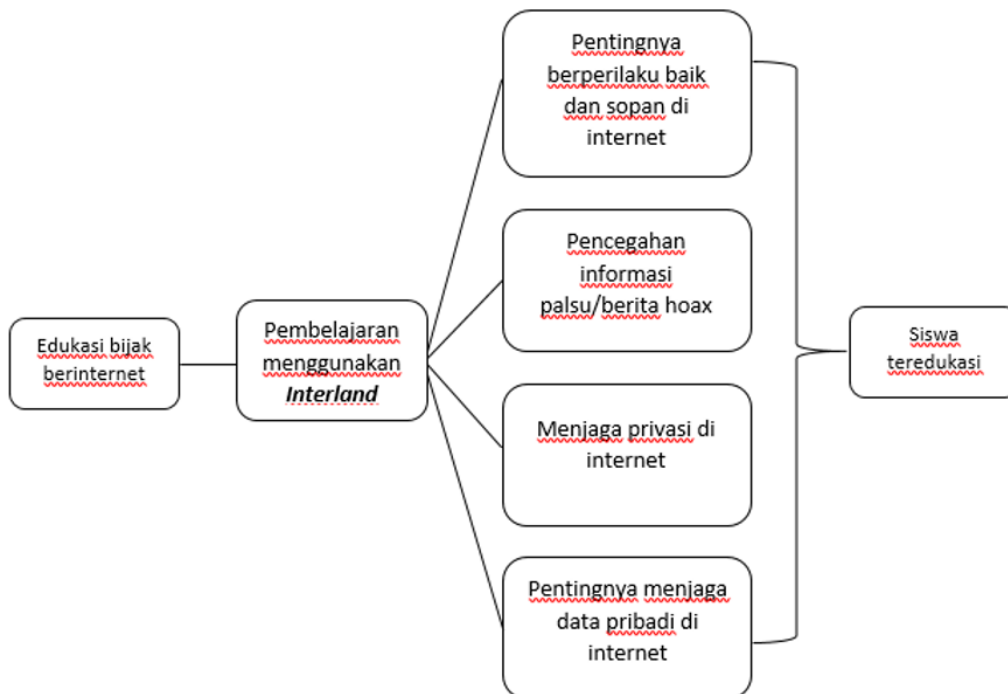 Edukasi bijak
berinternet
Pembelajaran
menggunakan
Interland
Pentingnya
berperilaku baik
dan sopan di
internet
Pencegahan
informasi
palsu/berita hoax
Menjaga privasi di
internet
Pentingnya menjaga
data pribadi di
internet
Siswa
teredukasi